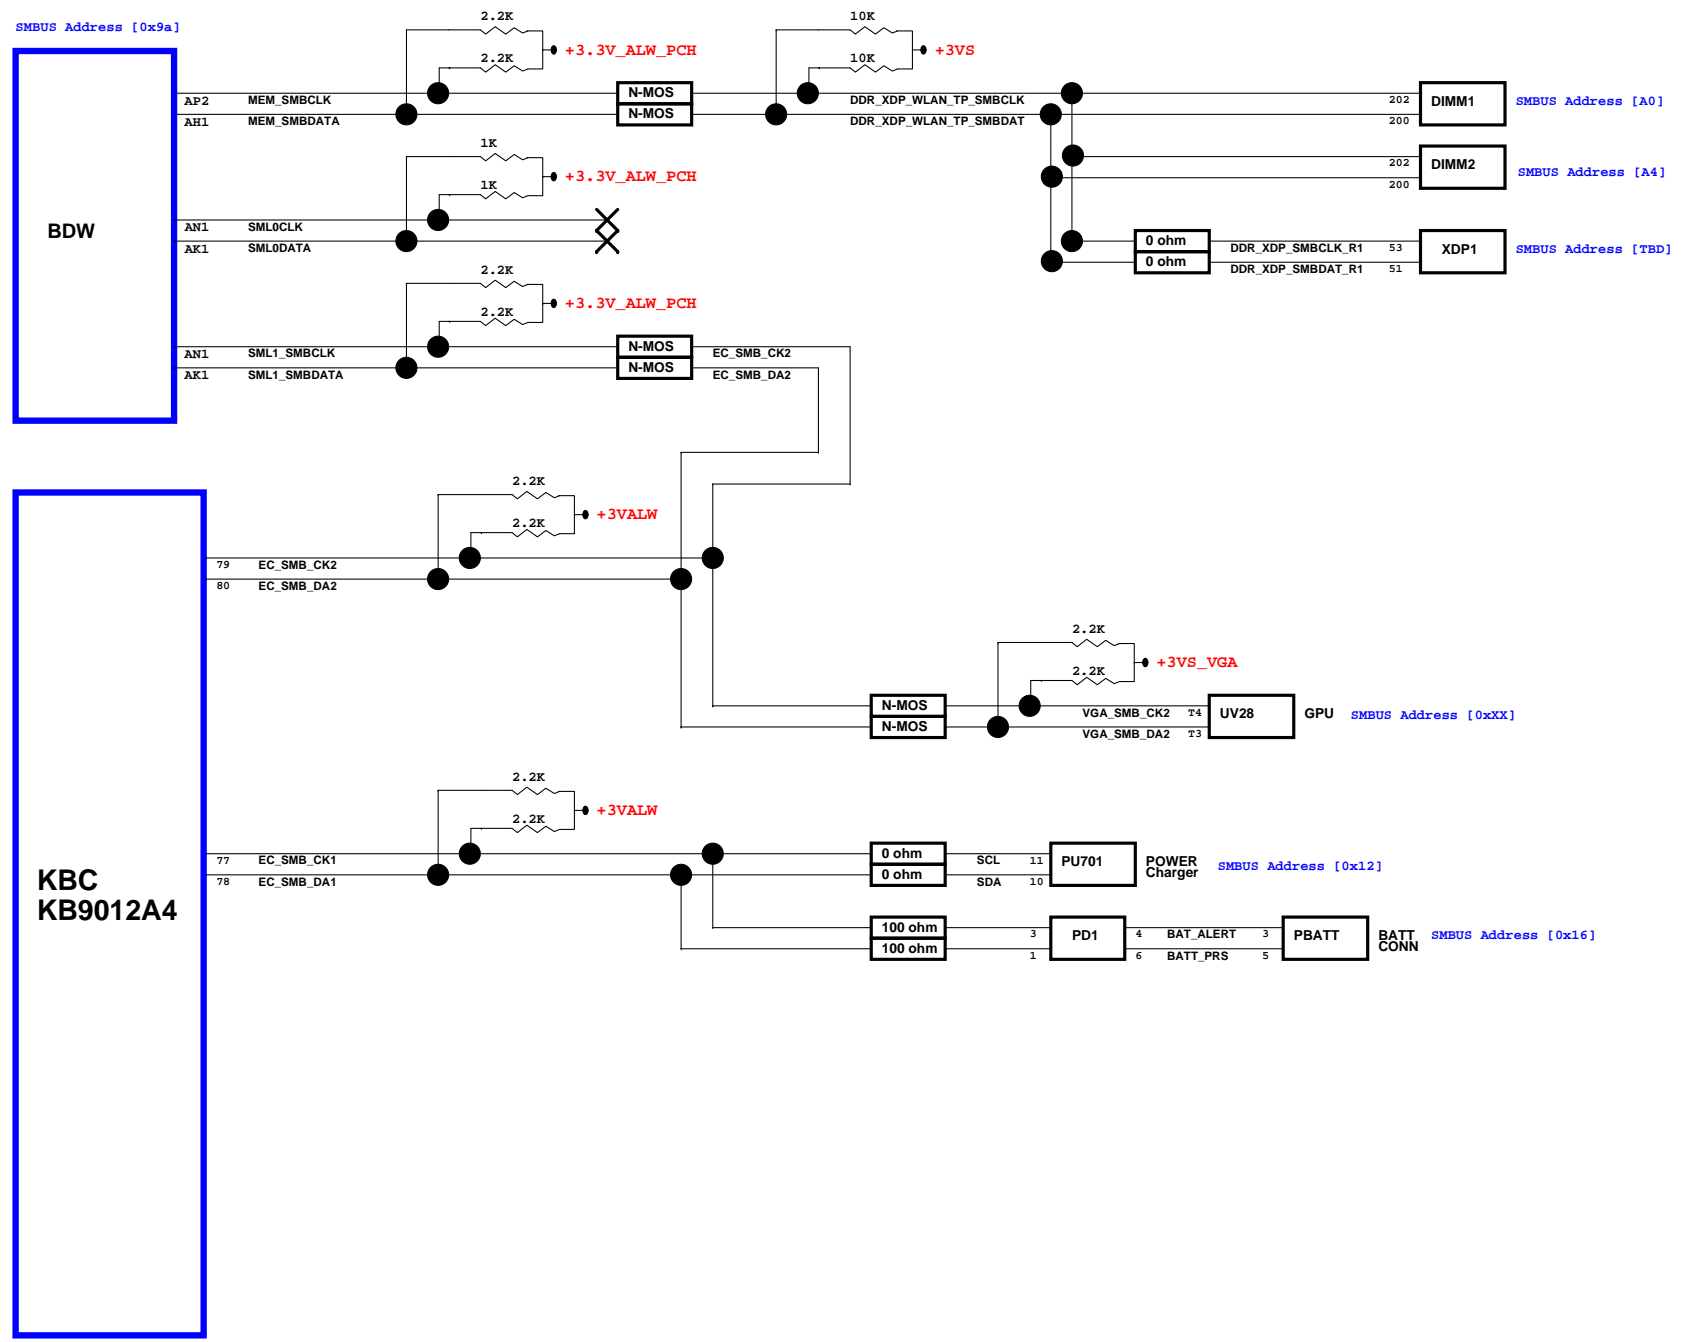 SMBUS Address [0x9a]
BDW
2.2K
2.2K
+3.3V_ALW_PCH
10K
10K
+3VS
AP2 MEM_SMBCLK
AH1 MEM_SMBDATA
N-MOS
N-MOS
DDR_XDP_WLAN_TP_SMBCLK
DDR_XDP_WLAN_TP_SMBDAT
202
200
DIMM1
SMBUS Address [A0]
1K
1K
+3.3V_ALW_PCH
202
200
DIMM2
SMBUS Address [A4]
AN1 SML0CLK
AK1 SML0DATA
0 ohm
0 ohm
DDR_XDP_SMBCLK_R1 53
DDR_XDP_SMBDAT_R1 51
XDP1
SMBUS Address [TBD]
2.2K
2.2K
+3.3V_ALW_PCH
AN1 SML1_SMBCLK
AK1 SML1_SMBDATA
N-MOS
N-MOS
EC_SMB_CK2
EC_SMB_DA2
KBC
KB9012A4
2.2K
2.2K
+3VALW
79 EC_SMB_CK2
80 EC_SMB_DA2
2.2K
2.2K
+3VS_VGA
N-MOS
N-MOS
VGA_SMB_CK2 T4
VGA_SMB_DA2 T3
UV28
GPU
SMBUS Address [0xXX]
2.2K
2.2K
+3VALW
77 EC_SMB_CK1
78 EC_SMB_DA1
0 ohm
0 ohm
SCL 11
SDA 10
PU701
POWER
Charger
SMBUS Address [0x12]
100 ohm
100 ohm
3
1
PD1
4 BAT_ALERT 3
6 BATT_PRS 5
PBATT
BATT
CONN
SMBUS Address [0x16]